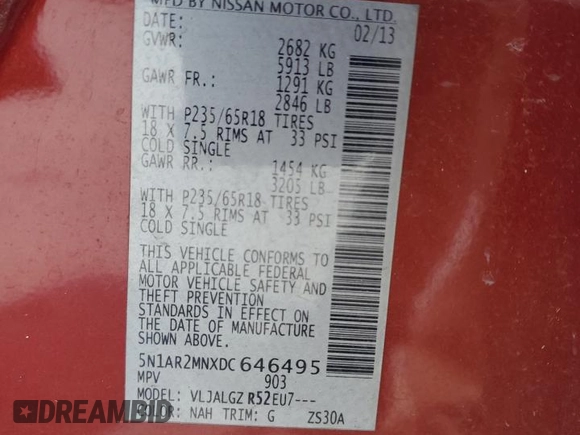 MFD BY NISSAN MOTOR CO., LTD.
DATE: 02/13
GVWR: 2682 KG
5913 LB
GAWR FR.: 1291 KG
2846 LB
WITH P235/65R18 TIRES
18 X 7.5 RIMS AT 33 PSI
COLD SINGLE
GAWR RR.: 1454 KG
3205 LB
WITH P235/65R18 TIRES
18 X 7.5 RIMS AT 33 PSI
COLD SINGLE
THIS VEHICLE CONFORMS TO
ALL APPLICABLE FEDERAL
MOTOR VEHICLE SAFETY AND
THEFT PREVENTION
STANDARDS IN EFFECT ON
THE DATE OF MANUFACTURE
SHOWN ABOVE.
5N1AR2MNXDC646495
MPV 903
MODEL: VLJALGZ R52EU7---
COLOR: NAH TRIM: G ZS30A
DREAMBID